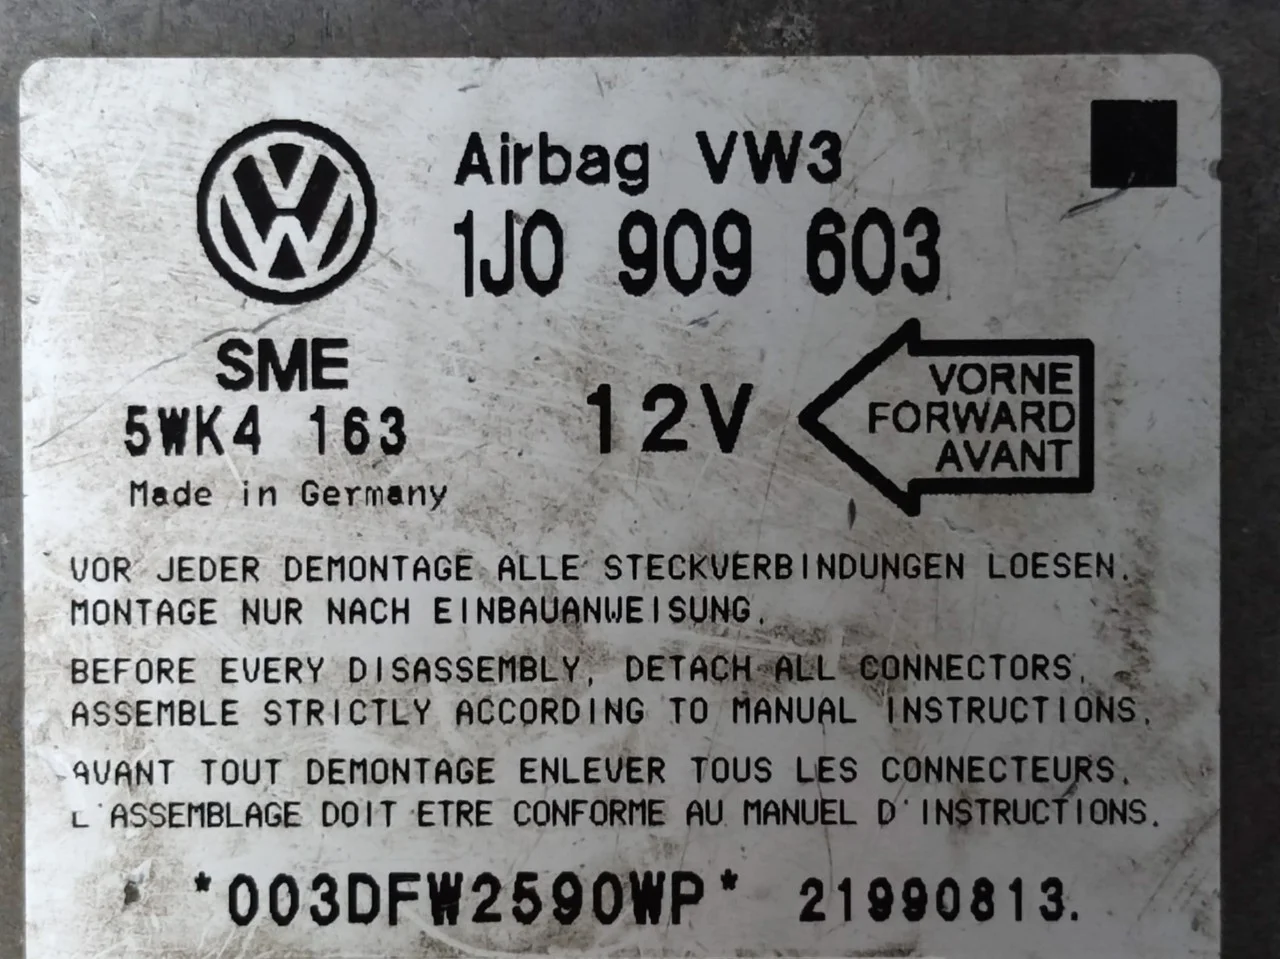 Airbag VW3
1J0 909 603
SME
5WK4 163
Made in Germany
12V
VORNE
FORWARD
AVANT
VOR JEDER DEMONTAGE ALLE STECKVERBINDUNGEN LOESEN.
MONTAGE NUR NACH EINBAUANWEISUNG.
BEFORE EVERY DISASSEMBLY, DETACH ALL CONNECTORS.
ASSEMBLE STRICTLY ACCORDING TO MANUAL INSTRUCTIONS.
AVANT TOUT DEMONTAGE ENLEVER TOUS LES CONNECTEURS.
L'ASSEMBLAGE DOIT ETRE CONFORME AU MANUEL D'INSTRUCTIONS.
*003DFW2590WP* 21990813.